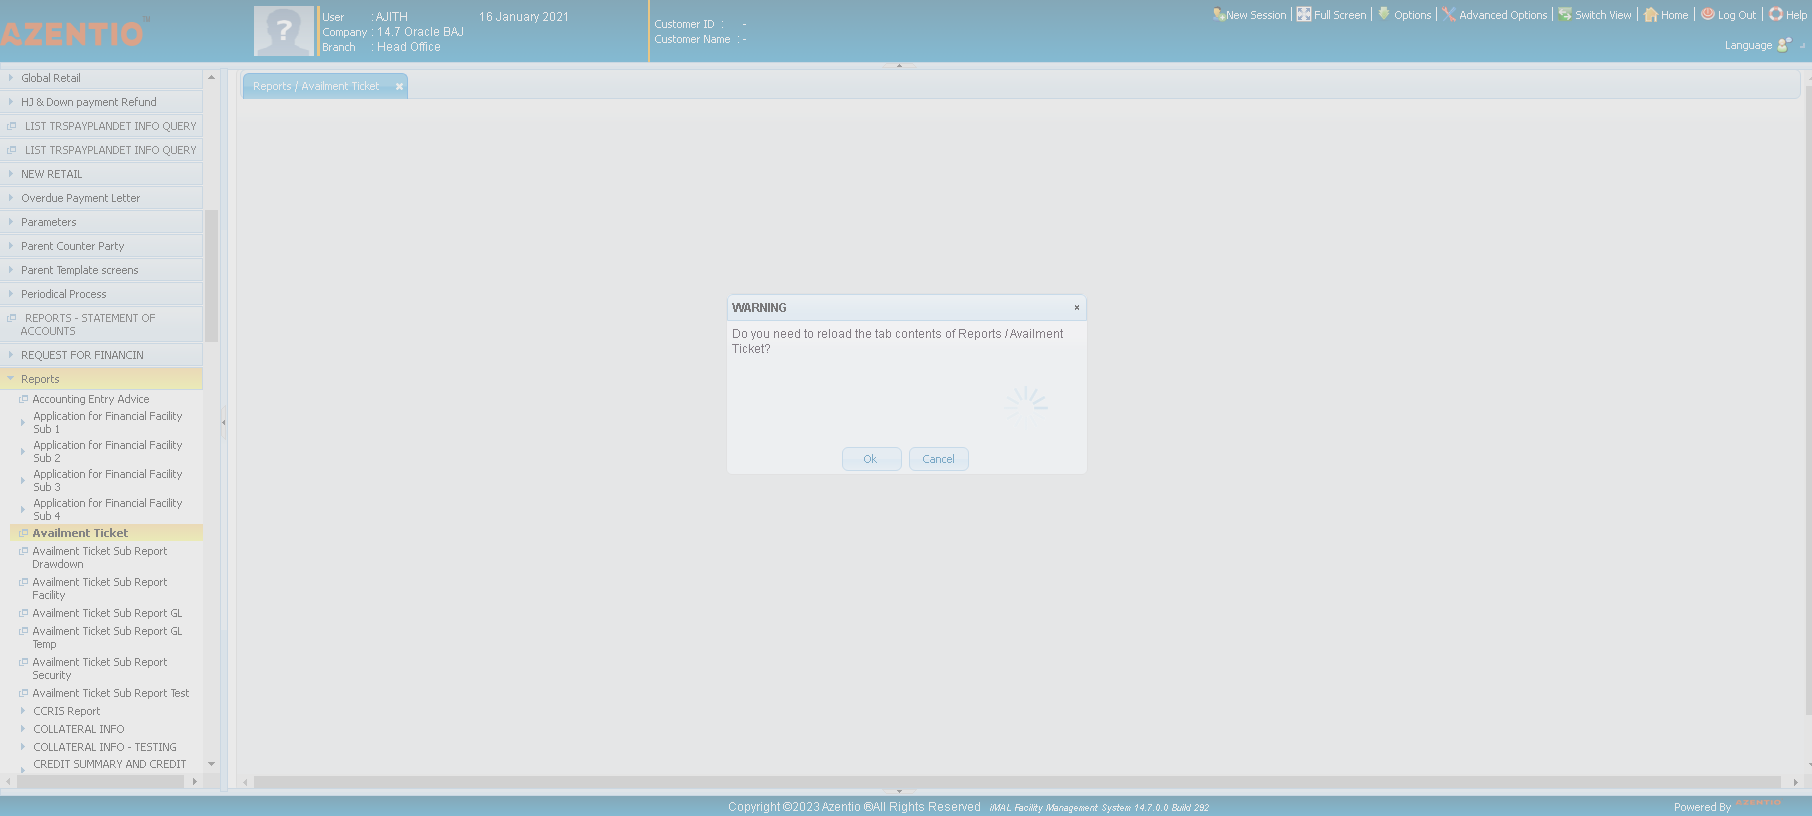 AZENTIO™
User : AJITH 16 January 2021
Company : 14.7 Oracle BAJ
Branch : Head Office
Customer ID : -
Customer Name : -
New Session Full Screen Options Advanced Options Switch View Home Log Out Help
Language
Global Retail
HJ & Down payment Refund
LIST TRSPAYPLANDET INFO QUERY
LIST TRSPAYPLANDET INFO QUERY
NEW RETAIL
Overdue Payment Letter
Parameters
Parent Counter Party
Parent Template screens
Periodical Process
REPORTS - STATEMENT OF
ACCOUNTS
REQUEST FOR FINANCIN
Reports
Accounting Entry Advice
Application for Financial Facility
Sub 1
Application for Financial Facility
Sub 2
Application for Financial Facility
Sub 3
Application for Financial Facility
Sub 4
Availment Ticket
Availment Ticket Sub Report
Drawdown
Availment Ticket Sub Report
Facility
Availment Ticket Sub Report GL
Availment Ticket Sub Report GL
Temp
Availment Ticket Sub Report
Security
Availment Ticket Sub Report Test
CCRIS Report
COLLATERAL INFO
COLLATERAL INFO - TESTING
CREDIT SUMMARY AND CREDIT
Reports / Availment Ticket
WARNING
Do you need to reload the tab contents of Reports / Availment
Ticket?
Ok Cancel
Copyright ©2023 Azentio ®All Rights Reserved iMAL Facility Management System 14.7.0.0 Build 292
Powered By AZENTIO